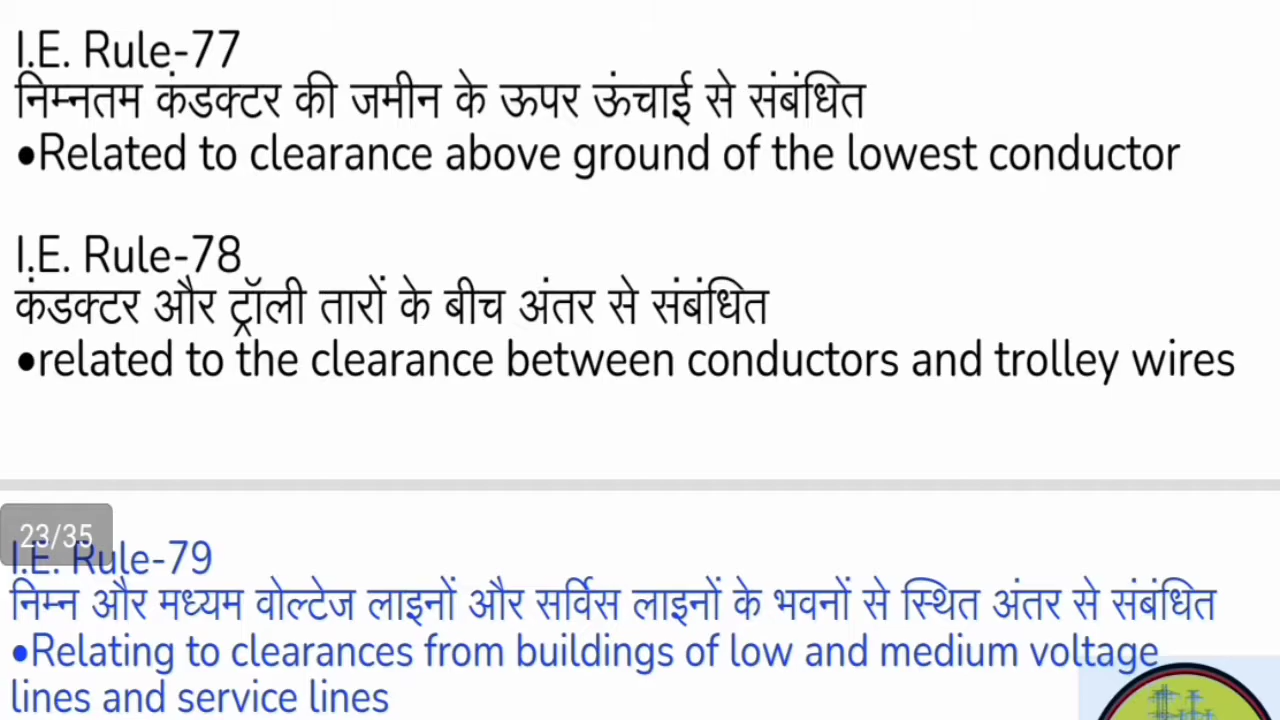 I.E. Rule-77
निम्नतम कंडक्टर की जमीन के ऊपर ऊंचाई से संबंधित
•Related to clearance above ground of the lowest conductor
I.E. Rule-78
कंडक्टर और ट्रॉली तारों के बीच अंतर से संबंधित
•related to the clearance between conductors and trolley wires
23/35
I.E. Rule-79
निम्न और मध्यम वोल्टेज लाइनों और सर्विस लाइनों के भवनों से स्थित अंतर से संबंधित
•Relating to clearances from buildings of low and medium voltage
lines and service lines